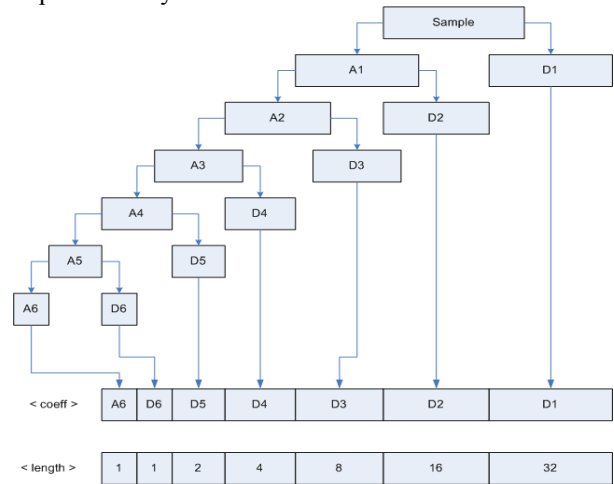 Sample
A1 D1
A2 D2
A3 D3
A4 D4
A5 D5
A6 D6
< coeff > A6 D6 D5 D4 D3 D2 D1
< length > 1 1 2 4 8 16 32